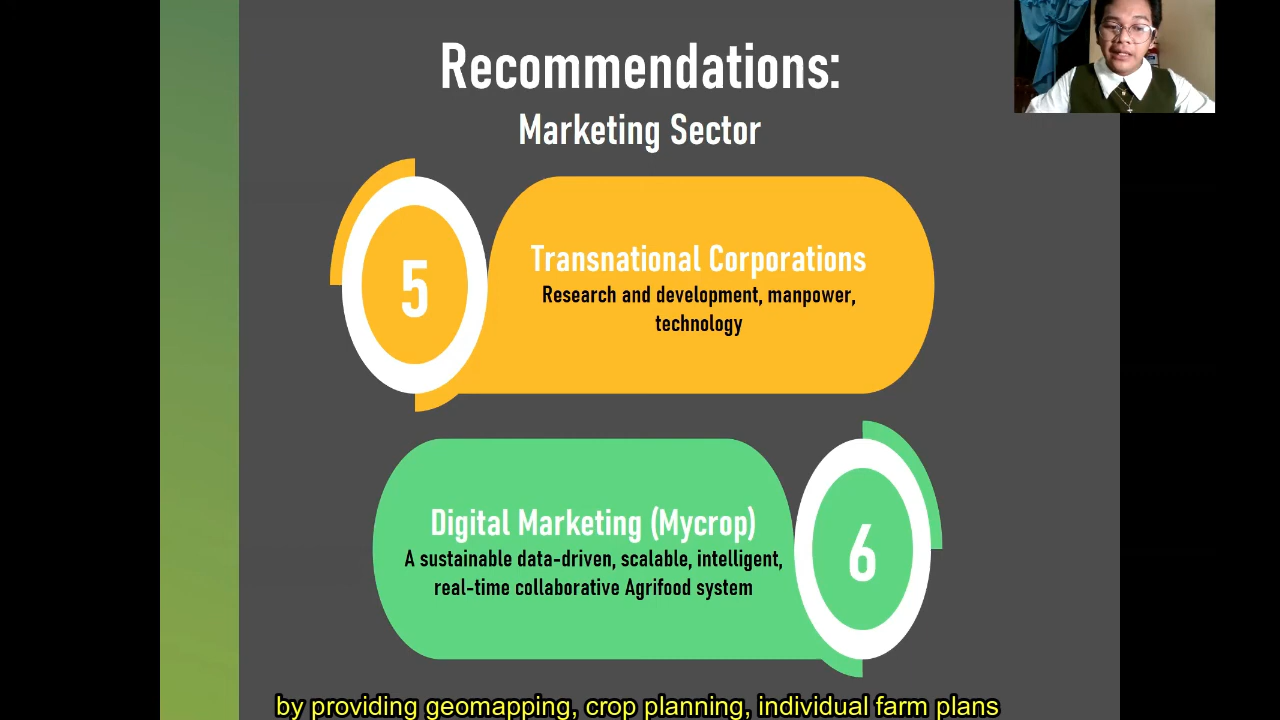 Recommendations:
Marketing Sector
5
Transnational Corporations
Research and development, manpower,
technology
Digital Marketing (Mycrop)
A sustainable data-driven, scalable, intelligent,
real-time collaborative Agrifood system
6
by providing geomapping, crop planning, individual farm plans